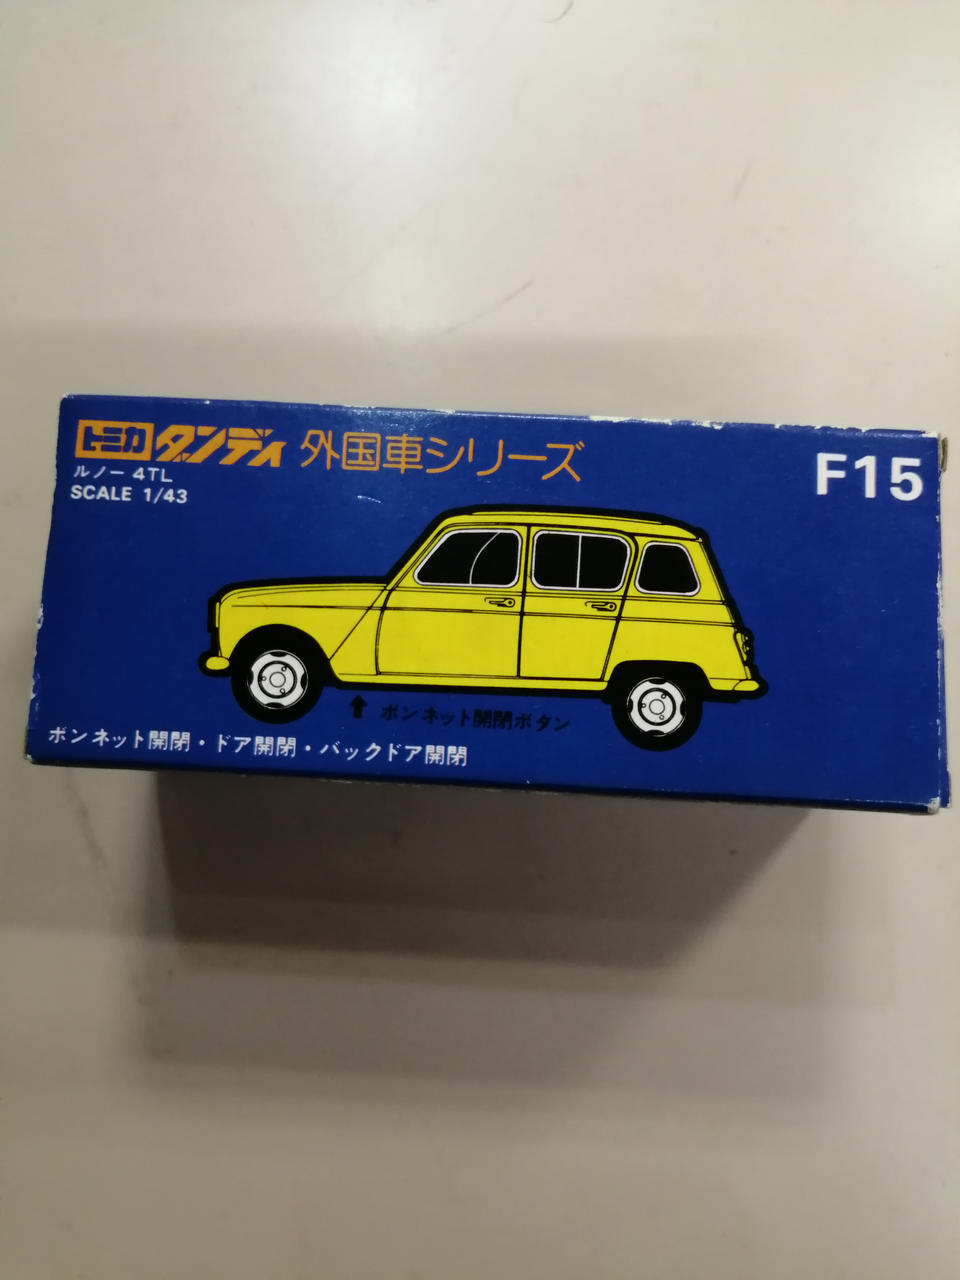 トミカ ダンディ 外国車シリーズ
F15
ルノー 4TL
SCALE 1/43
ボンネット開閉ボタン
ボンネット開閉・ドア開閉・バックドア開閉